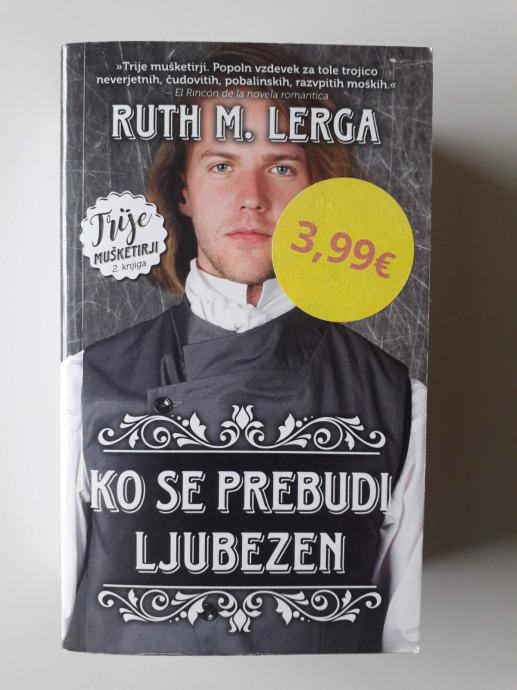 »Trije mušketirji. Popoln vzdevek za tole trojico
neverjetnih, čudovitih, pobalinskih, razvpitih moških.«
– El Rincón de la novela romántica
RUTH M. LERGA
Trije
MUŠKETIRJI
2. knjiga
3,99€
KO SE PREBUDI
LJUBEZEN